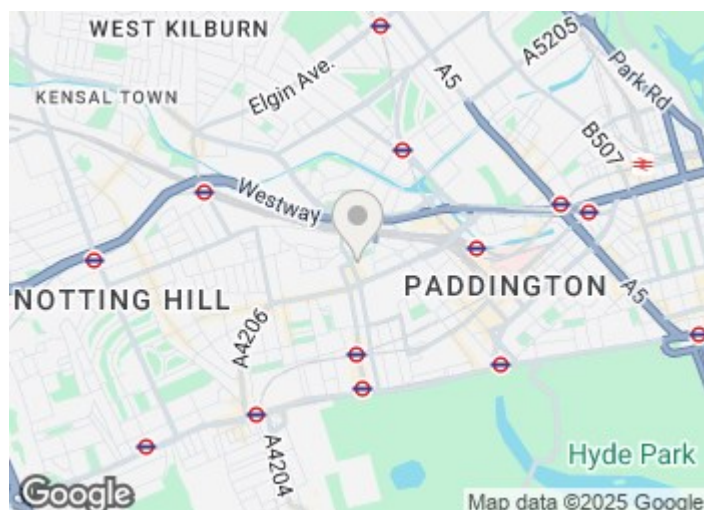 WEST KILBURN
A5205
Elgin Ave.
A5
Park Rd
KENSAL TOWN
B507
Westway
NOTTING HILL
PADDINGTON
A5
A4206
Hyde Park
A4204
Google
Map data ©2025 Google